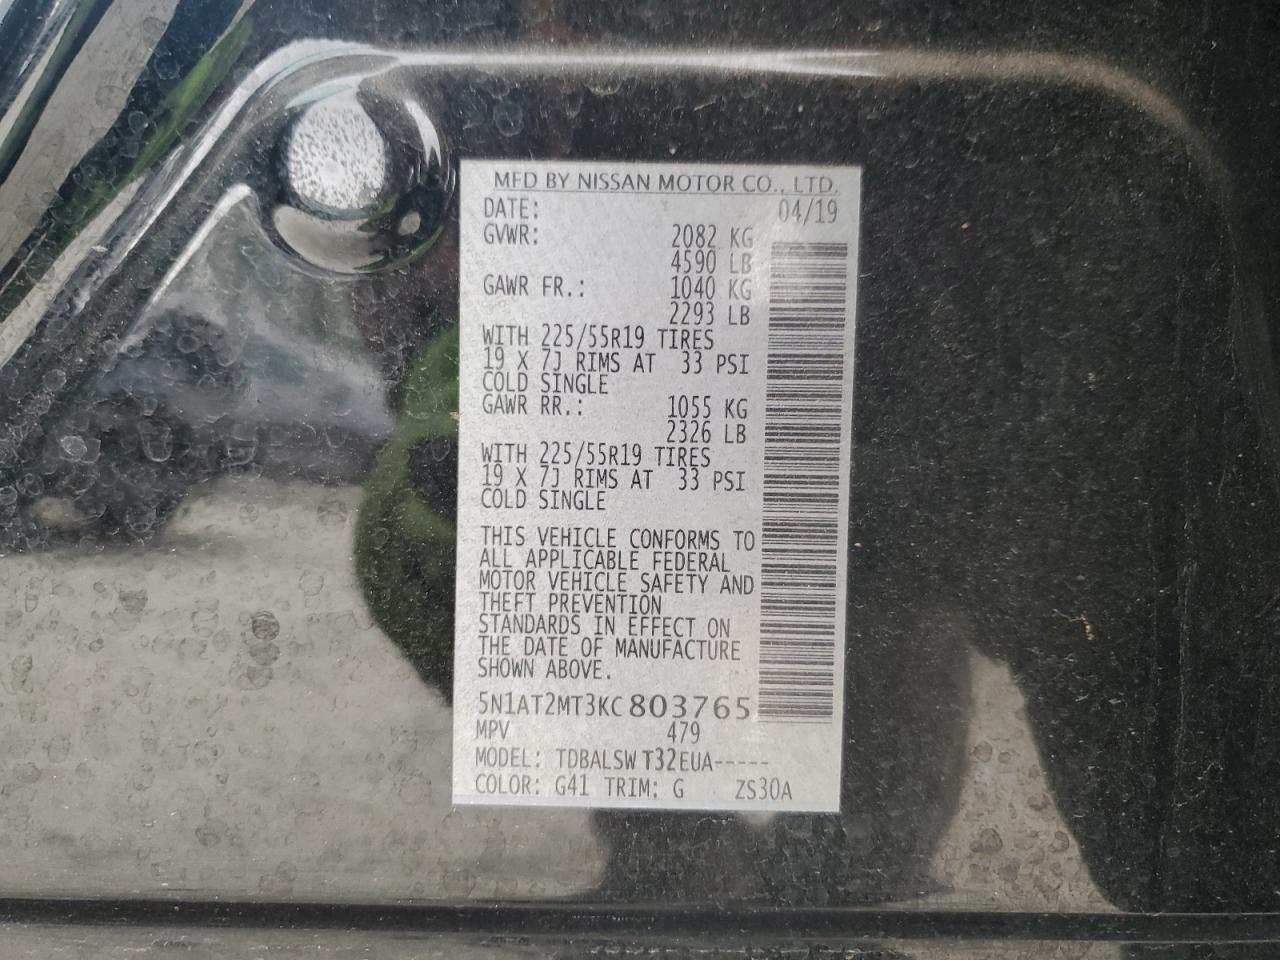 MFD BY NISSAN MOTOR CO., LTD.
DATE: 04/19
GVWR: 2082 KG
4590 LB
GAWR FR.: 1040 KG
2293 LB
WITH 225/55R19 TIRES
19 X 7J RIMS AT 33 PSI
COLD SINGLE
GAWR RR.: 1055 KG
2326 LB
WITH 225/55R19 TIRES
19 X 7J RIMS AT 33 PSI
COLD SINGLE
THIS VEHICLE CONFORMS TO
ALL APPLICABLE FEDERAL
MOTOR VEHICLE SAFETY AND
THEFT PREVENTION
STANDARDS IN EFFECT ON
THE DATE OF MANUFACTURE
SHOWN ABOVE.
5N1AT2MT3KC803765
MPV 479
MODEL: TDBALSWT32EUA-----
COLOR: G41 TRIM: G ZS30A